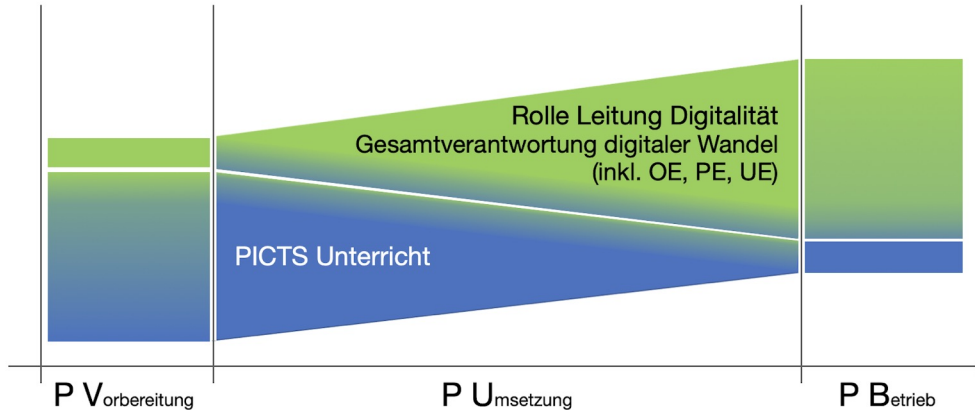 Rolle Leitung Digitalität
Gesamtverantwortung digitaler Wandel
(inkl. OE, PE, UE)
PICTS Unterricht
P Vorbereitung
P Umsetzung
P Betrieb